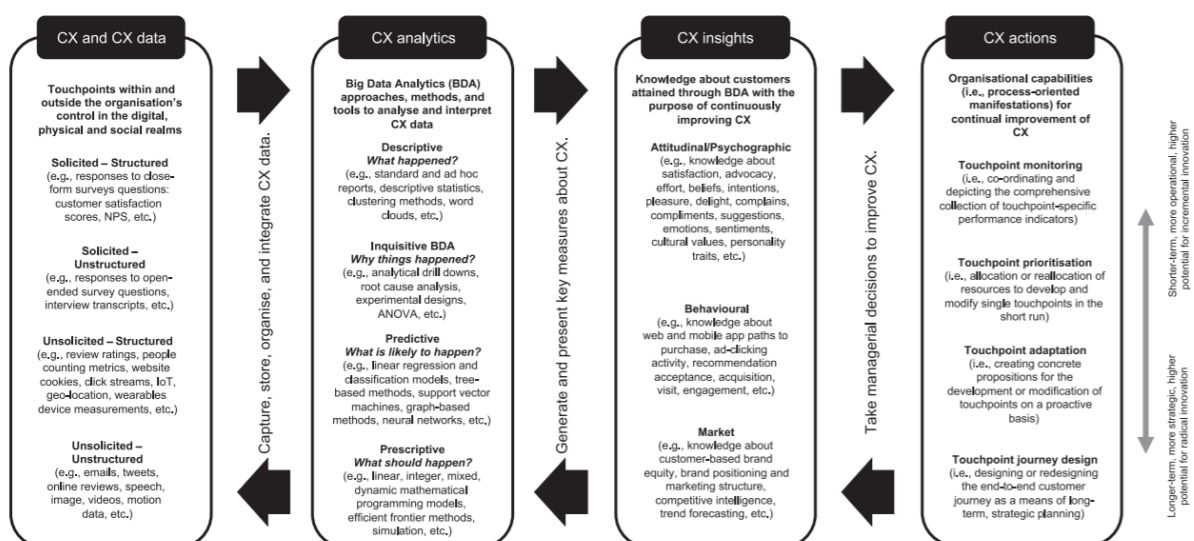 CX and CX data
Touchpoints within and
outside the organisation's
control in the digital,
physical and social realms
Solicited – Structured
(e.g., responses to close-
form surveys questions:
customer satisfaction
scores, NPS, etc.)
Solicited –
Unstructured
(e.g., responses to open-
ended survey questions,
interview transcripts, etc.)
Unsolicited – Structured
(e.g., review ratings, people
counting metrics, website
cookies, click streams, IoT,
geo-location, wearables
device measurements, etc.)
Unsolicited –
Unstructured
(e.g., emails, tweets,
online reviews, speech,
image, videos, motion
data, etc.)
Capture, store, organise, and integrate CX data.
CX analytics
Big Data Analytics (BDA)
approaches, methods, and
tools to analyse and interpret
CX data
Descriptive
What happened?
(e.g., standard and ad hoc
reports, descriptive statistics,
clustering methods, word
clouds, etc.)
Inquisitive BDA
Why things happened?
(e.g., analytical drill downs,
root cause analysis,
experimental designs,
ANOVA, etc.)
Predictive
What is likely to happen?
(e.g., linear regression and
classification models, tree-
based methods, support vector
machines, graph-based
methods, neural networks, etc.)
Prescriptive
What should happen?
(e.g., linear, integer, mixed,
dynamic mathematical
programming models,
efficient frontier methods,
simulation, etc.)
Generate and present key measures about CX.
CX insights
Knowledge about customers
attained through BDA with the
purpose of continuously
improving CX
Attitudinal/Psychographic
(e.g., knowledge about
satisfaction, advocacy,
effort, beliefs, intentions,
pleasure, delight, complains,
compliments, suggestions,
emotions, sentiments,
cultural values, personality
traits, etc.)
Behavioural
(e.g., knowledge about
web and mobile app paths to
purchase, ad-clicking
activity, recommendation
acceptance, acquisition,
visit, engagement, etc.)
Market
(e.g., knowledge about
customer-based brand
equity, brand positioning and
marketing structure,
competitive intelligence,
trend forecasting, etc.)
Take managerial decisions to improve CX.
CX actions
Organisational capabilities
(i.e., process-oriented
manifestations) for
continual improvement of
CX
Touchpoint monitoring
(i.e., co-ordinating and
depicting the comprehensive
collection of touchpoint-specific
performance indicators)
Touchpoint prioritisation
(i.e., allocation or reallocation of
resources to develop and
modify single touchpoints in the
short run)
Touchpoint adaptation
(i.e., creating concrete
propositions for the
development or modification of
touchpoints on a proactive
basis)
Touchpoint journey design
(i.e., designing or redesigning
the end-to-end customer
journey as a means of long-
term, strategic planning)
Shorter-term, more operational, higher
potential for incremental innovation
Longer-term, more strategic, higher
potential for radical innovation